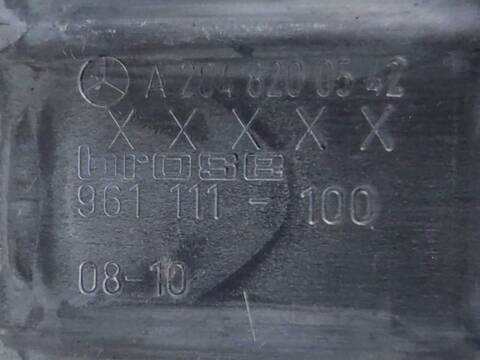 A 204 820 05 42
X X X X X
brose
961 111 - 100
08-10